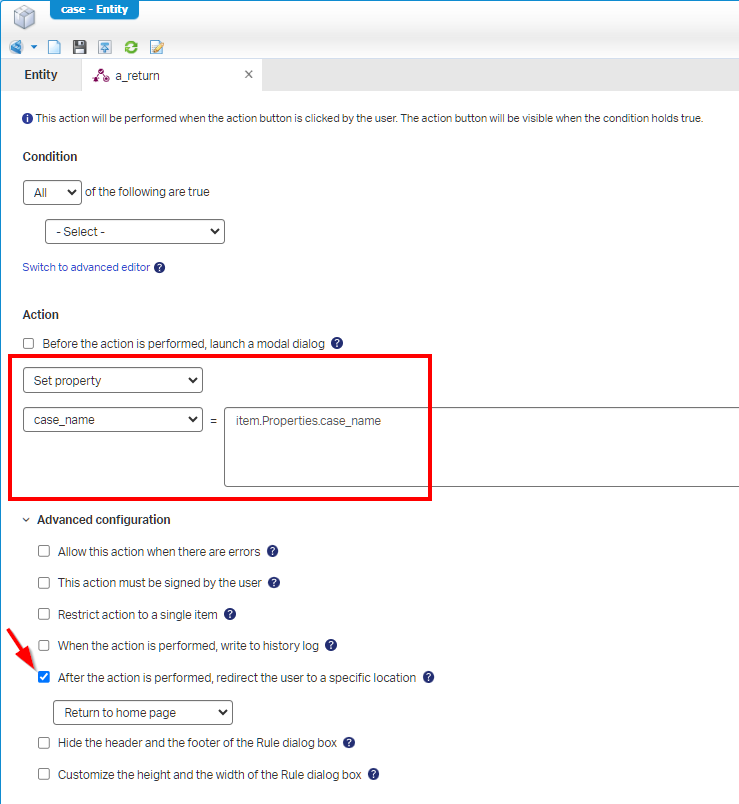 case - Entity
Entity
a_return
This action will be performed when the action button is clicked by the user. The action button will be visible when the condition holds true.
Condition
All of the following are true
- Select -
Switch to advanced editor
Action
Before the action is performed, launch a modal dialog
Set property
case_name = item.Properties.case_name
Advanced configuration
Allow this action when there are errors
This action must be signed by the user
Restrict action to a single item
When the action is performed, write to history log
After the action is performed, redirect the user to a specific location
Return to home page
Hide the header and the footer of the Rule dialog box
Customize the height and the width of the Rule dialog box